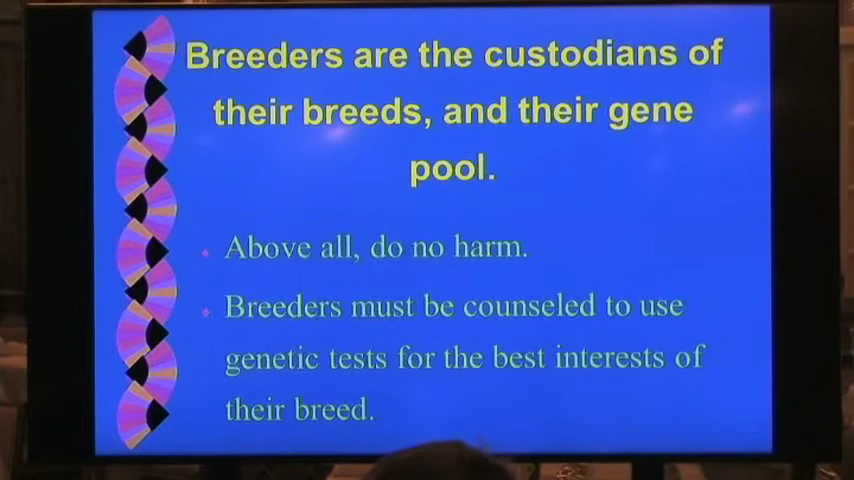 Breeders are the custodians of
their breeds, and their gene
pool.
Above all, do no harm.
Breeders must be counseled to use
genetic tests for the best interests of
their breed.